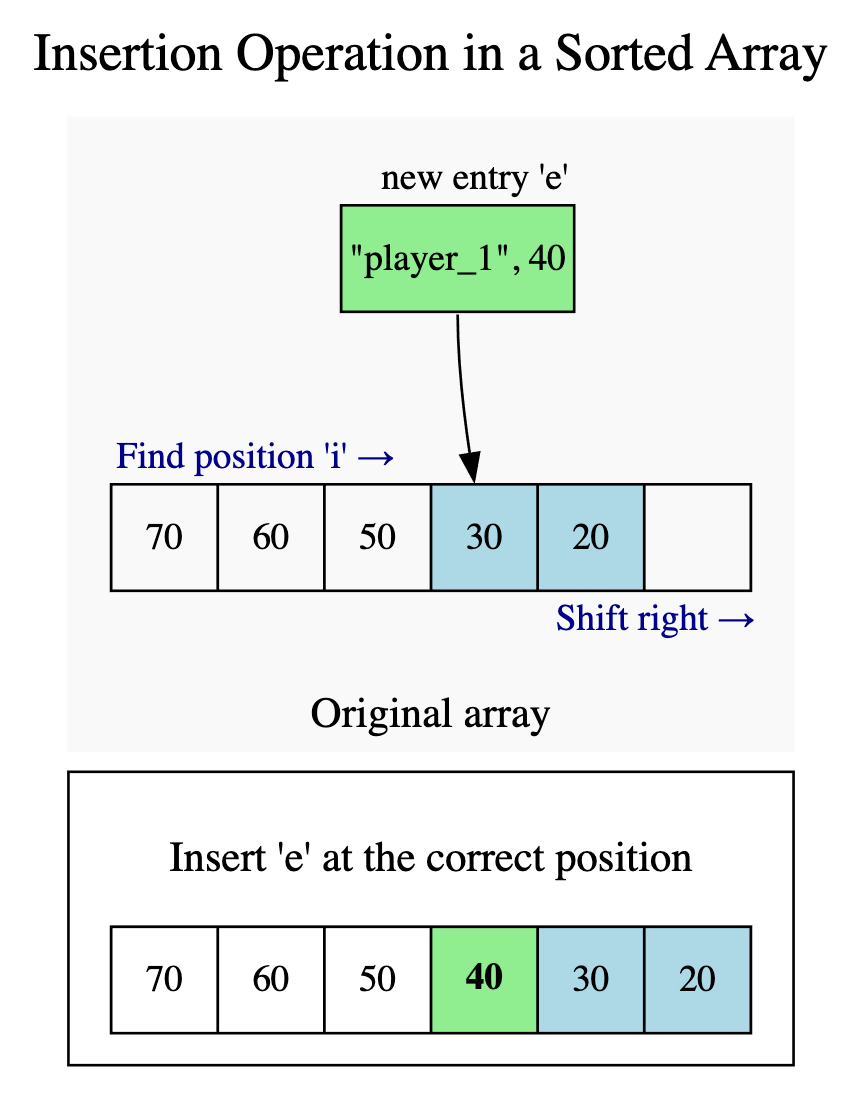 Insertion Operation in a Sorted Array
new entry 'e'
"player_1", 40
Find position 'i' →
70 60 50 30 20
Shift right →
Original array
Insert 'e' at the correct position
70 60 50 40 30 20